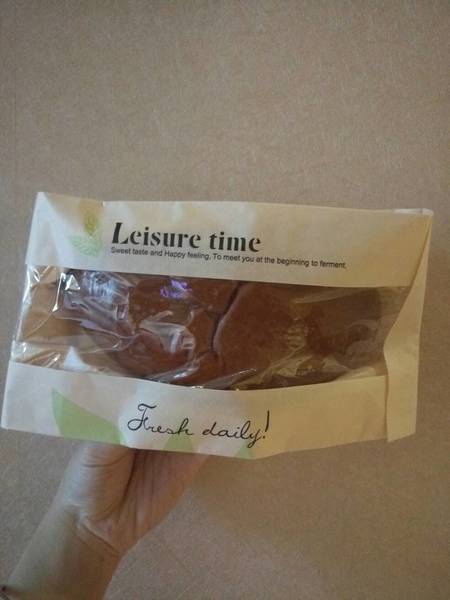 Leisure time
Sweet taste and Happy feeling, To meet you at the beginning to ferment.
Fresh daily!